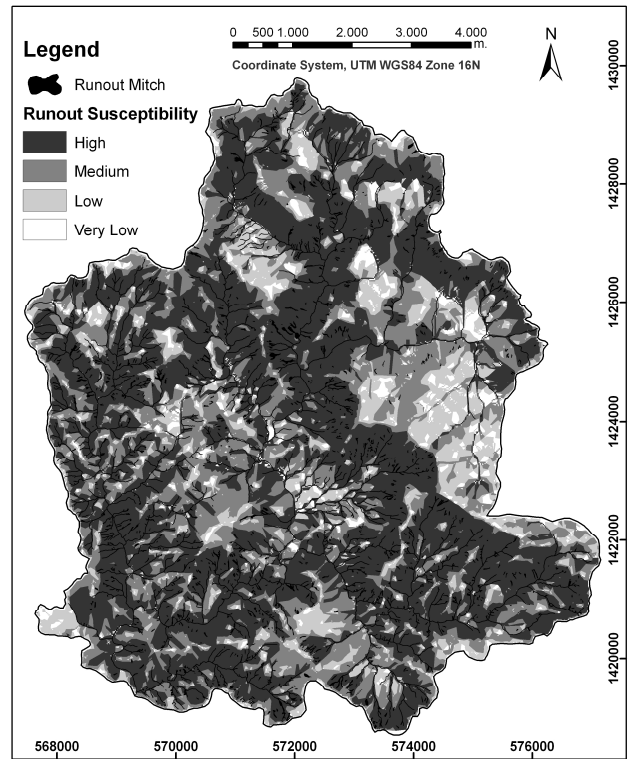 Legend
Runout Mitch
Runout Susceptibility
High
Medium
Low
Very Low
0 500 1.000 2.000 3.000 4.000
m.
Coordinate System, UTM WGS84 Zone 16N
N
1430000
1428000
1426000
1424000
1422000
1420000
568000 570000 572000 574000 576000